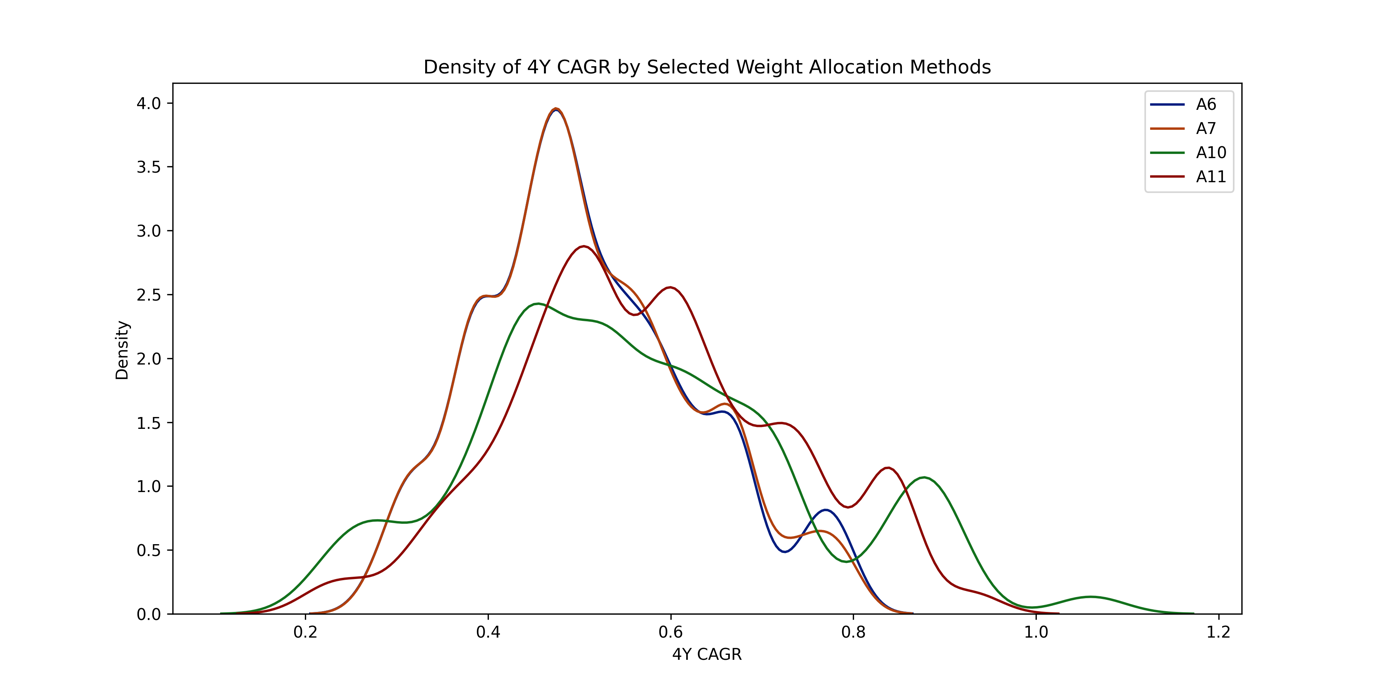 Density of 4Y CAGR by Selected Weight Allocation Methods
A6
A7
A10
A11
Density
4.0
3.5
3.0
2.5
2.0
1.5
1.0
0.5
0.0
0.2 0.4 0.6 0.8 1.0 1.2
4Y CAGR